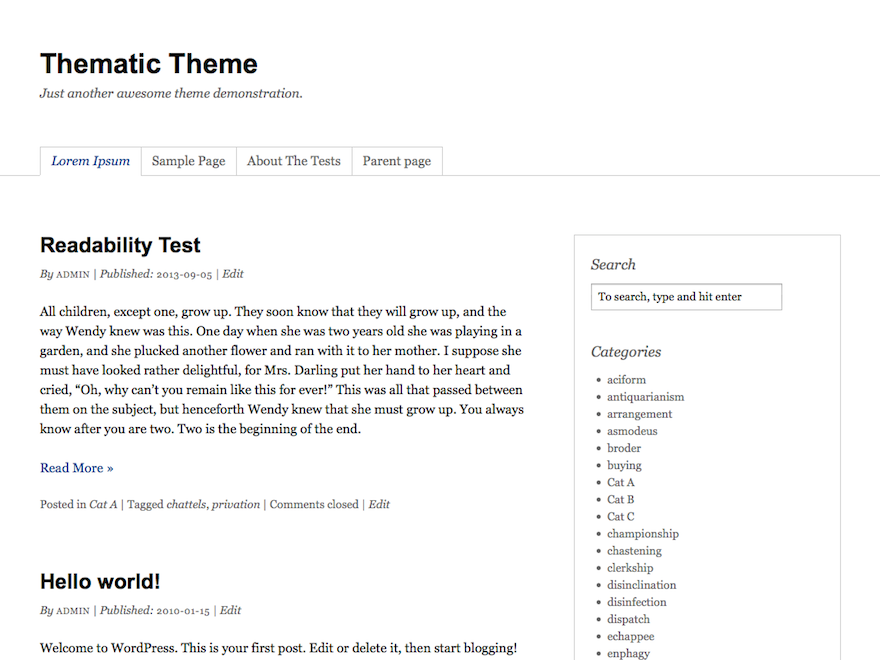 Thematic Theme
Just another awesome theme demonstration.
Lorem Ipsum
Sample Page
About The Tests
Parent page
Readability Test
By ADMIN | Published: 2013-09-05 | Edit
All children, except one, grow up. They soon know that they will grow up, and the
way Wendy knew was this. One day when she was two years old she was playing in a
garden, and she plucked another flower and ran with it to her mother. I suppose she
must have looked rather delightful, for Mrs. Darling put her hand to her heart and
cried, “Oh, why can’t you remain like this for ever!” This was all that passed between
them on the subject, but henceforth Wendy knew that she must grow up. You always
know after you are two. Two is the beginning of the end.
Read More »
Posted in Cat A | Tagged chattels, privation | Comments closed | Edit
Hello world!
By ADMIN | Published: 2010-01-15 | Edit
Welcome to WordPress. This is your first post. Edit or delete it, then start blogging!
Search
To search, type and hit enter
Categories
• aciform
• antiquarianism
• arrangement
• asmodeus
• broder
• buying
• Cat A
• Cat B
• Cat C
• championship
• chastening
• clerkship
• disinclination
• disinfection
• dispatch
• echappee
• enphagy